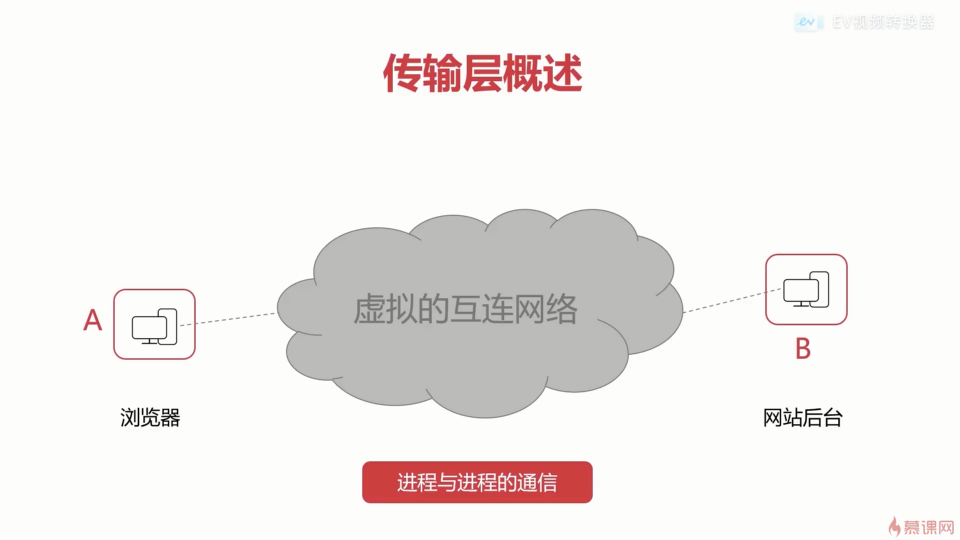 EV视频转换器
传输层概述
虚拟的互连网络
A
B
浏览器
网站后台
进程与进程的通信
慕课网